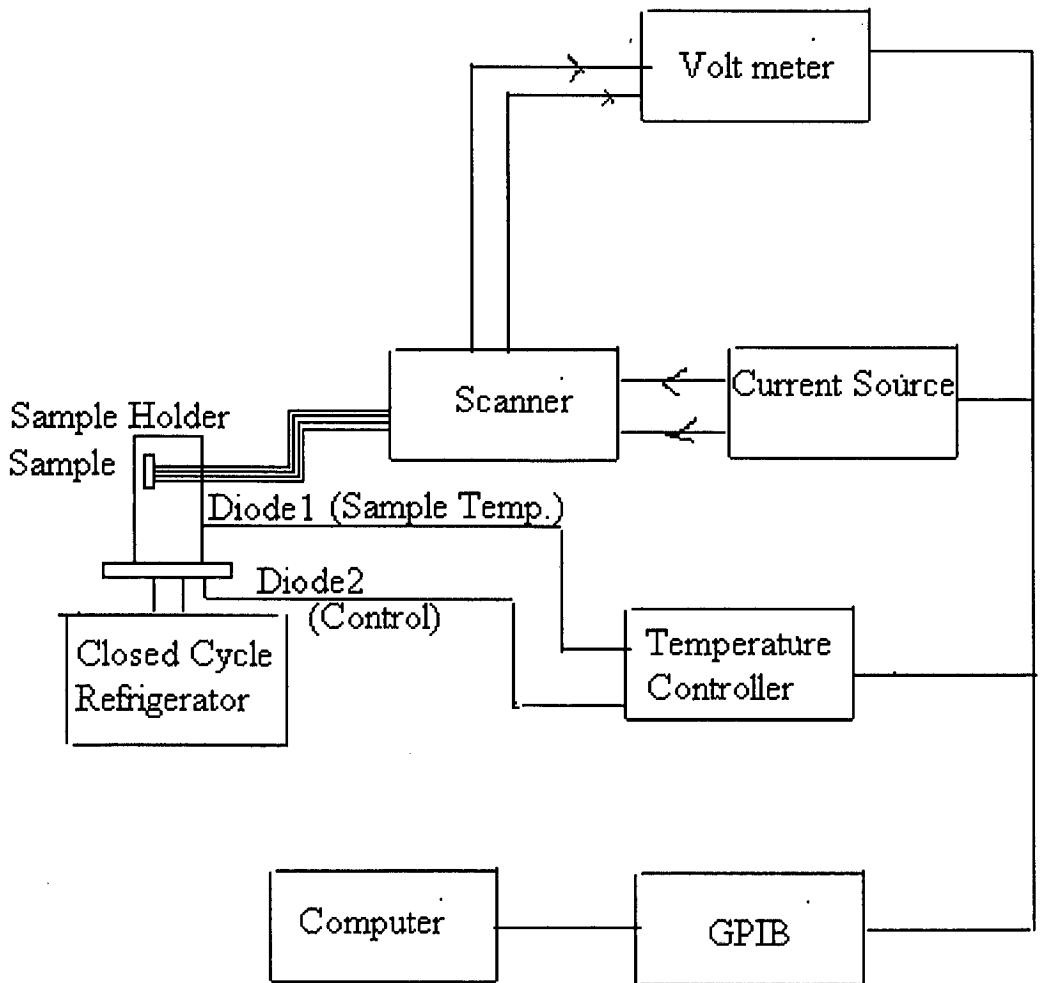 Volt meter
Scanner
Current Source
Sample Holder
Sample
Diode1 (Sample Temp.)
Diode2
(Control)
Closed Cycle
Refrigerator
Temperature
Controller
Computer
GPIB